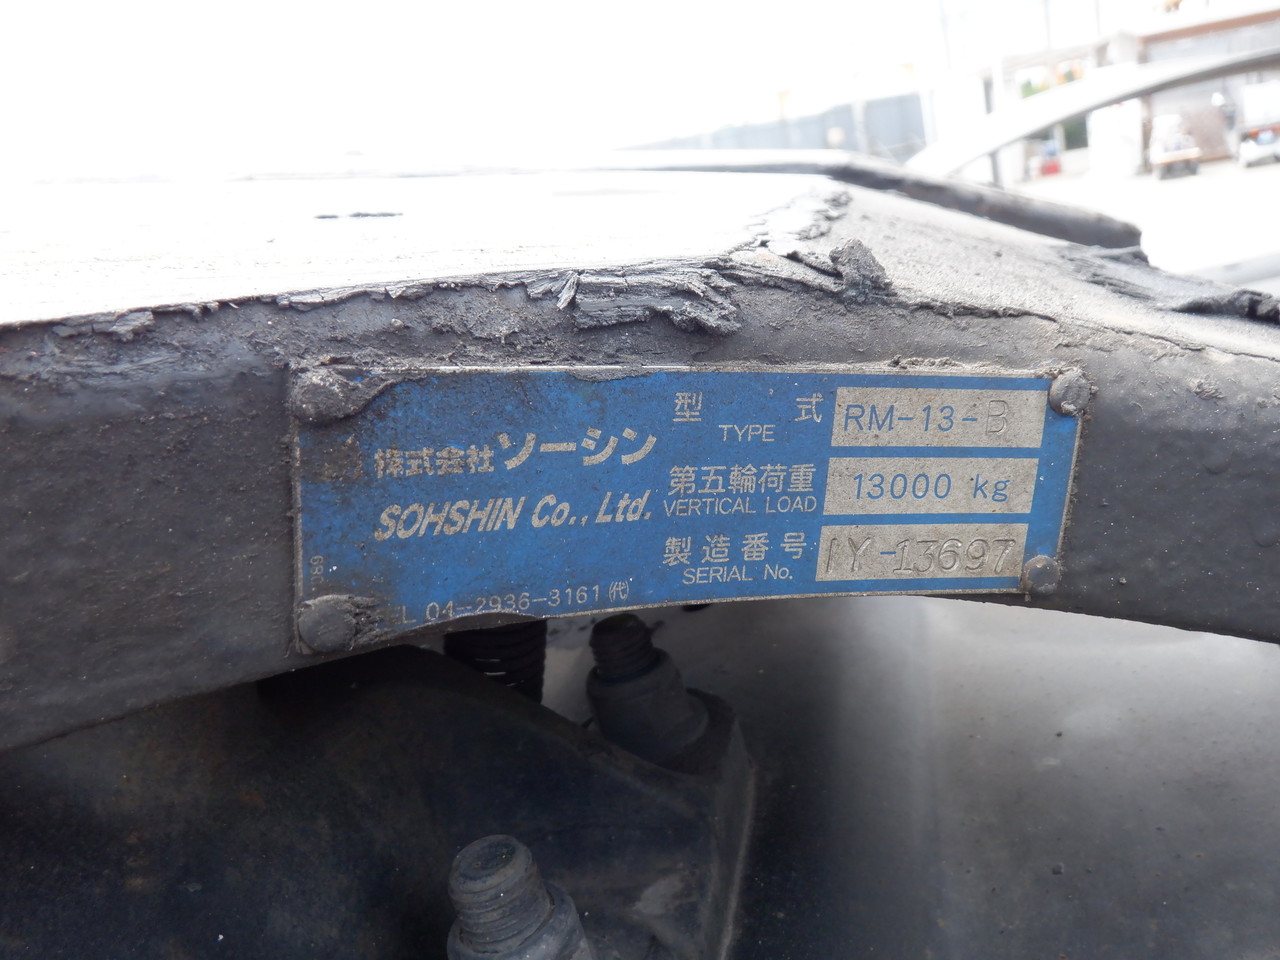 株式会社ソーシン
SOHSHIN Co., Ltd.
L 04-2936-3161 ㈹
型 式
TYPE
RM-13-B
第五輪荷重
VERTICAL LOAD
13000 kg
製造番号
SERIAL No.
IY-13697